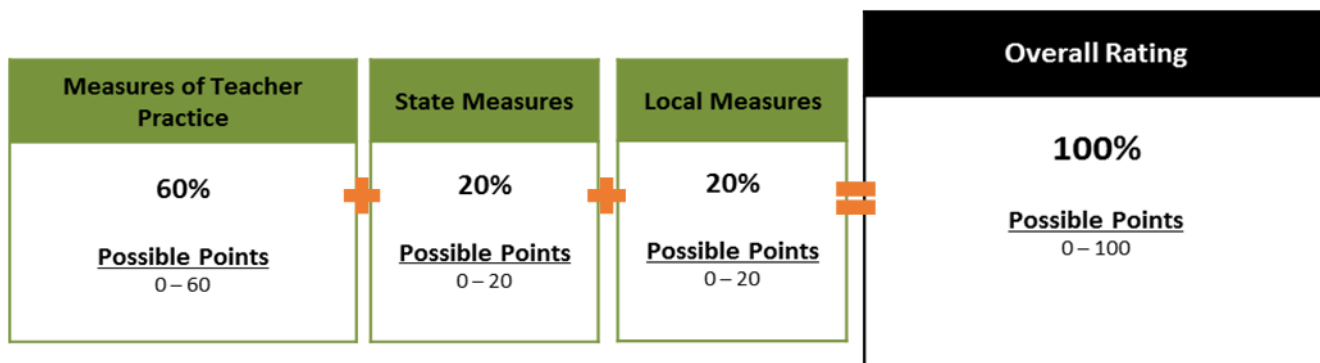 Measures of Teacher
Practice
60%
Possible Points
0 – 60
State Measures
20%
Possible Points
0 – 20
Local Measures
20%
Possible Points
0 – 20
Overall Rating
100%
Possible Points
0 – 100